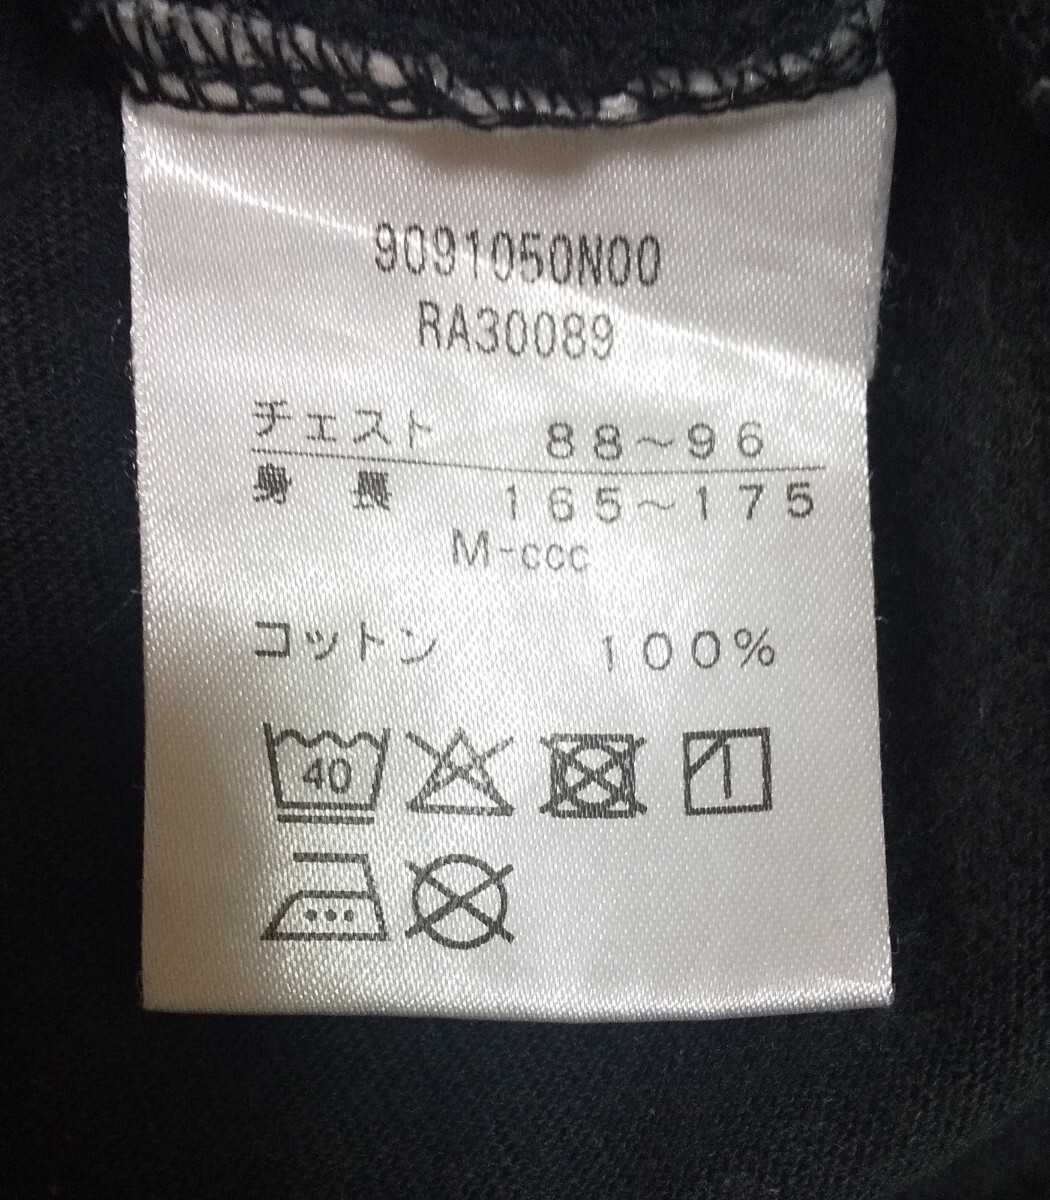 9091050N00
RA30089
チェスト 88～96
身長 165～175
M-ccc
コットン 100%
40